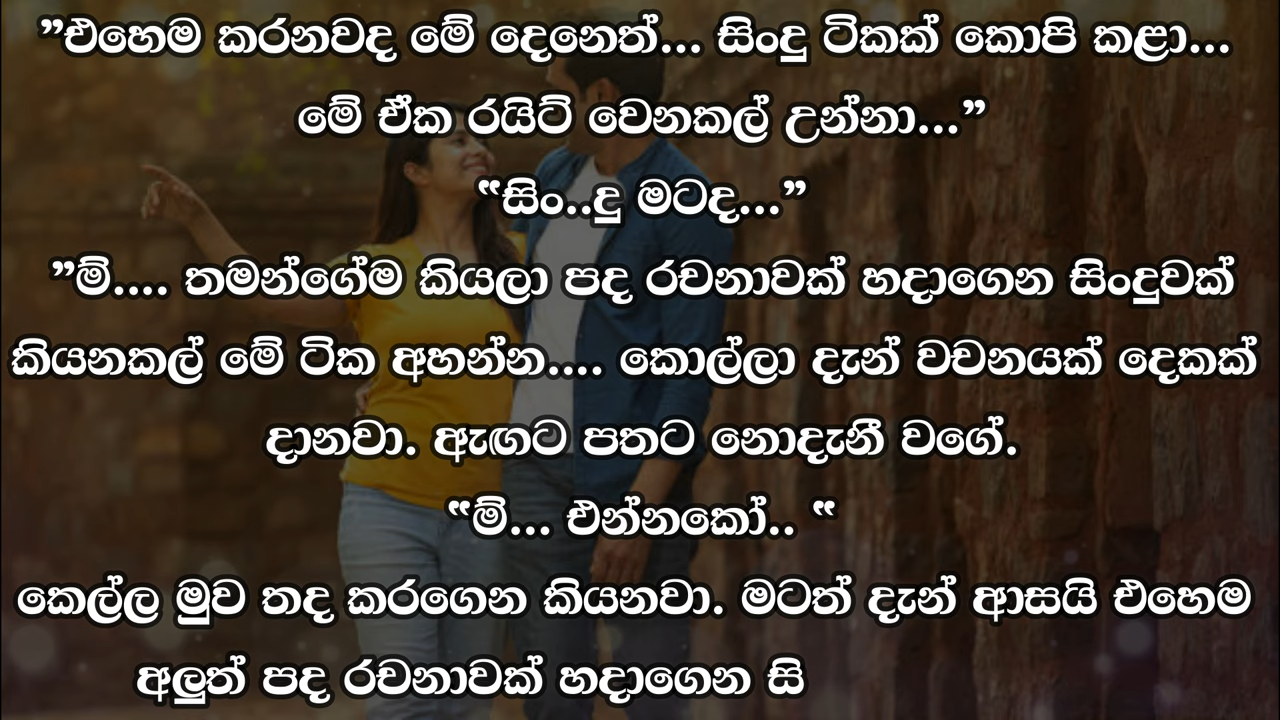 ”එහෙම කරනවද මේ දෙනෙත්... සිංදු ටිකක් කොපි කළා...
මේ ඒක රයිට් වෙනකල් උන්නා...”
“සිං..දු මටද...”
”ම්.... තමන්ගේම කියලා පද රචනාවක් හදාගෙන සිංදුවක්
කියනකල් මේ ටික අහන්න.... කොල්ලා දැන් වචනයක් දෙකක්
දානවා. ඇඟට පතට නොදැනී වගේ.
“ම්... එන්නකෝ.. “
කෙල්ල මුව තද කරගෙන කියනවා. මටත් දැන් ආසයි එහෙම
අලුත් පද රචනාවක් හදාගෙන සි